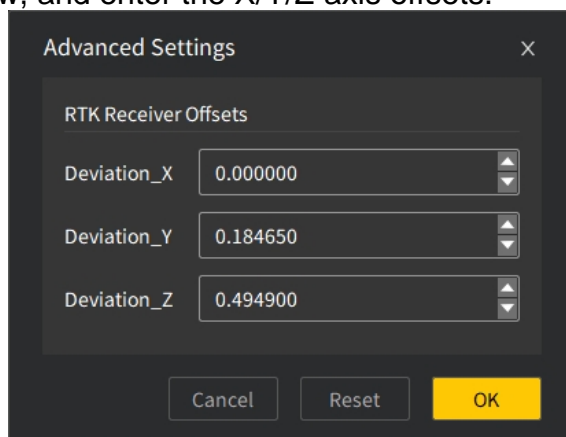 , and enter the X/Y/Z axis offsets.
Advanced Settings X
RTK Receiver Offsets
Deviation_X 0.000000
Deviation_Y 0.184650
Deviation_Z 0.494900
Cancel Reset OK